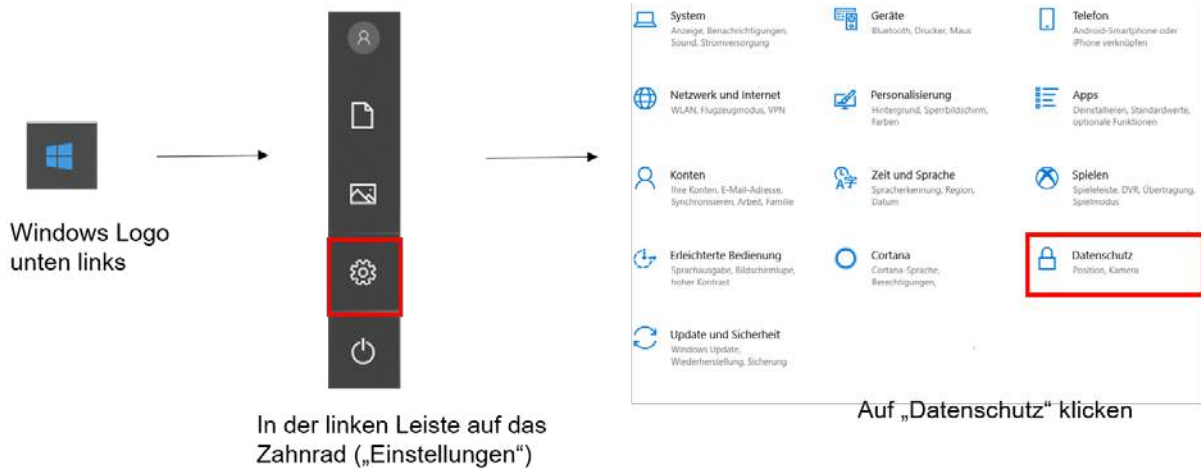 Windows Logo
unten links
In der linken Leiste auf das
Zahnrad („Einstellungen“)
System
Anzeige, Benachrichtigungen,
Sound, Stromversorgung
Geräte
Bluetooth, Drucker, Maus
Telefon
Android-Smartphone oder
iPhone verknüpfen
Netzwerk und Internet
WLAN, Flugzeugmodus, VPN
Personalisierung
Hintergrund, Sperrbildschirm,
Farben
Apps
Deinstallieren, Standardwerte,
optionale Funktionen
Konten
Ihre Konten, E-Mail-Adresse,
Synchronisieren, Arbeit, Familie
Zeit und Sprache
Spracherkennung, Region,
Datum
Spielen
Spieleleiste, DVR, Übertragung,
Spielmodus
Erleichterte Bedienung
Sprachausgabe, Bildschirmlupe,
hoher Kontrast
Cortana
Cortana-Sprache,
Berechtigungen,
Datenschutz
Position, Kamera
Update und Sicherheit
Windows Update,
Wiederherstellung, Sicherung
Auf „Datenschutz“ klicken